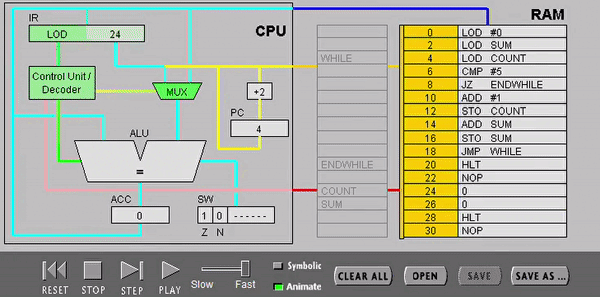 IR
CPU
RAM
LOD 24
Control Unit /
Decoder
MUX
+2
PC
4
ALU
=
ACC
0
SW
1 0 ------
Z N
WHILE
ENDWHILE
COUNT
SUM
0 LOD #0
2 LOD SUM
4 LOD COUNT
6 CMP #5
8 JZ ENDWHILE
10 ADD #1
12 STO COUNT
14 ADD SUM
16 STO SUM
18 JMP WHILE
20 HLT
22 NOP
24 0
26 0
28 HLT
30 NOP
RESET STOP STEP PLAY
Slow Fast
Symbolic
Animate
CLEAR ALL OPEN SAVE SAVE AS ...